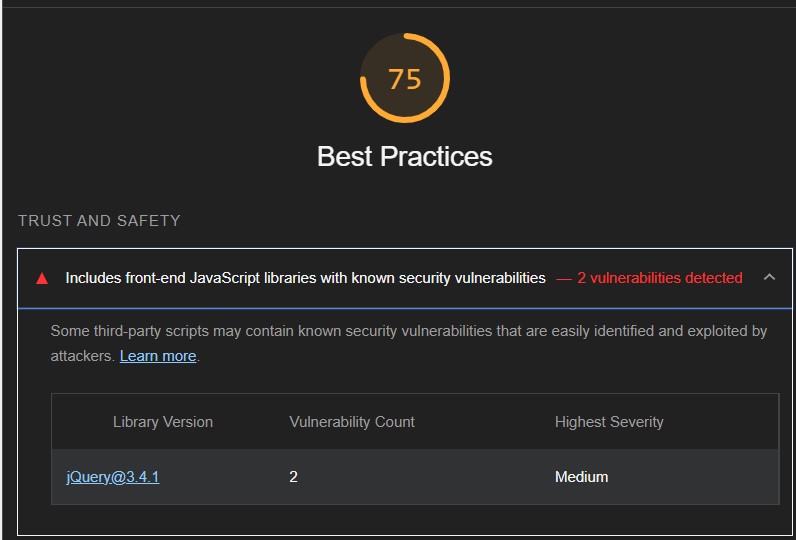 75
Best Practices
TRUST AND SAFETY
Includes front-end JavaScript libraries with known security vulnerabilities — 2 vulnerabilities detected
Some third-party scripts may contain known security vulnerabilities that are easily identified and exploited by
attackers. Learn more.
Library Version Vulnerability Count Highest Severity
jQuery@3.4.1 2 Medium